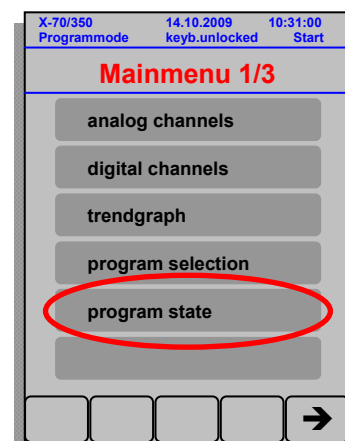 X-70/350 14.10.2009 10:31:00
Programmode keyb.unlocked Start
Mainmenu 1/3
analog channels
digital channels
trendgraph
program selection
program state
➔